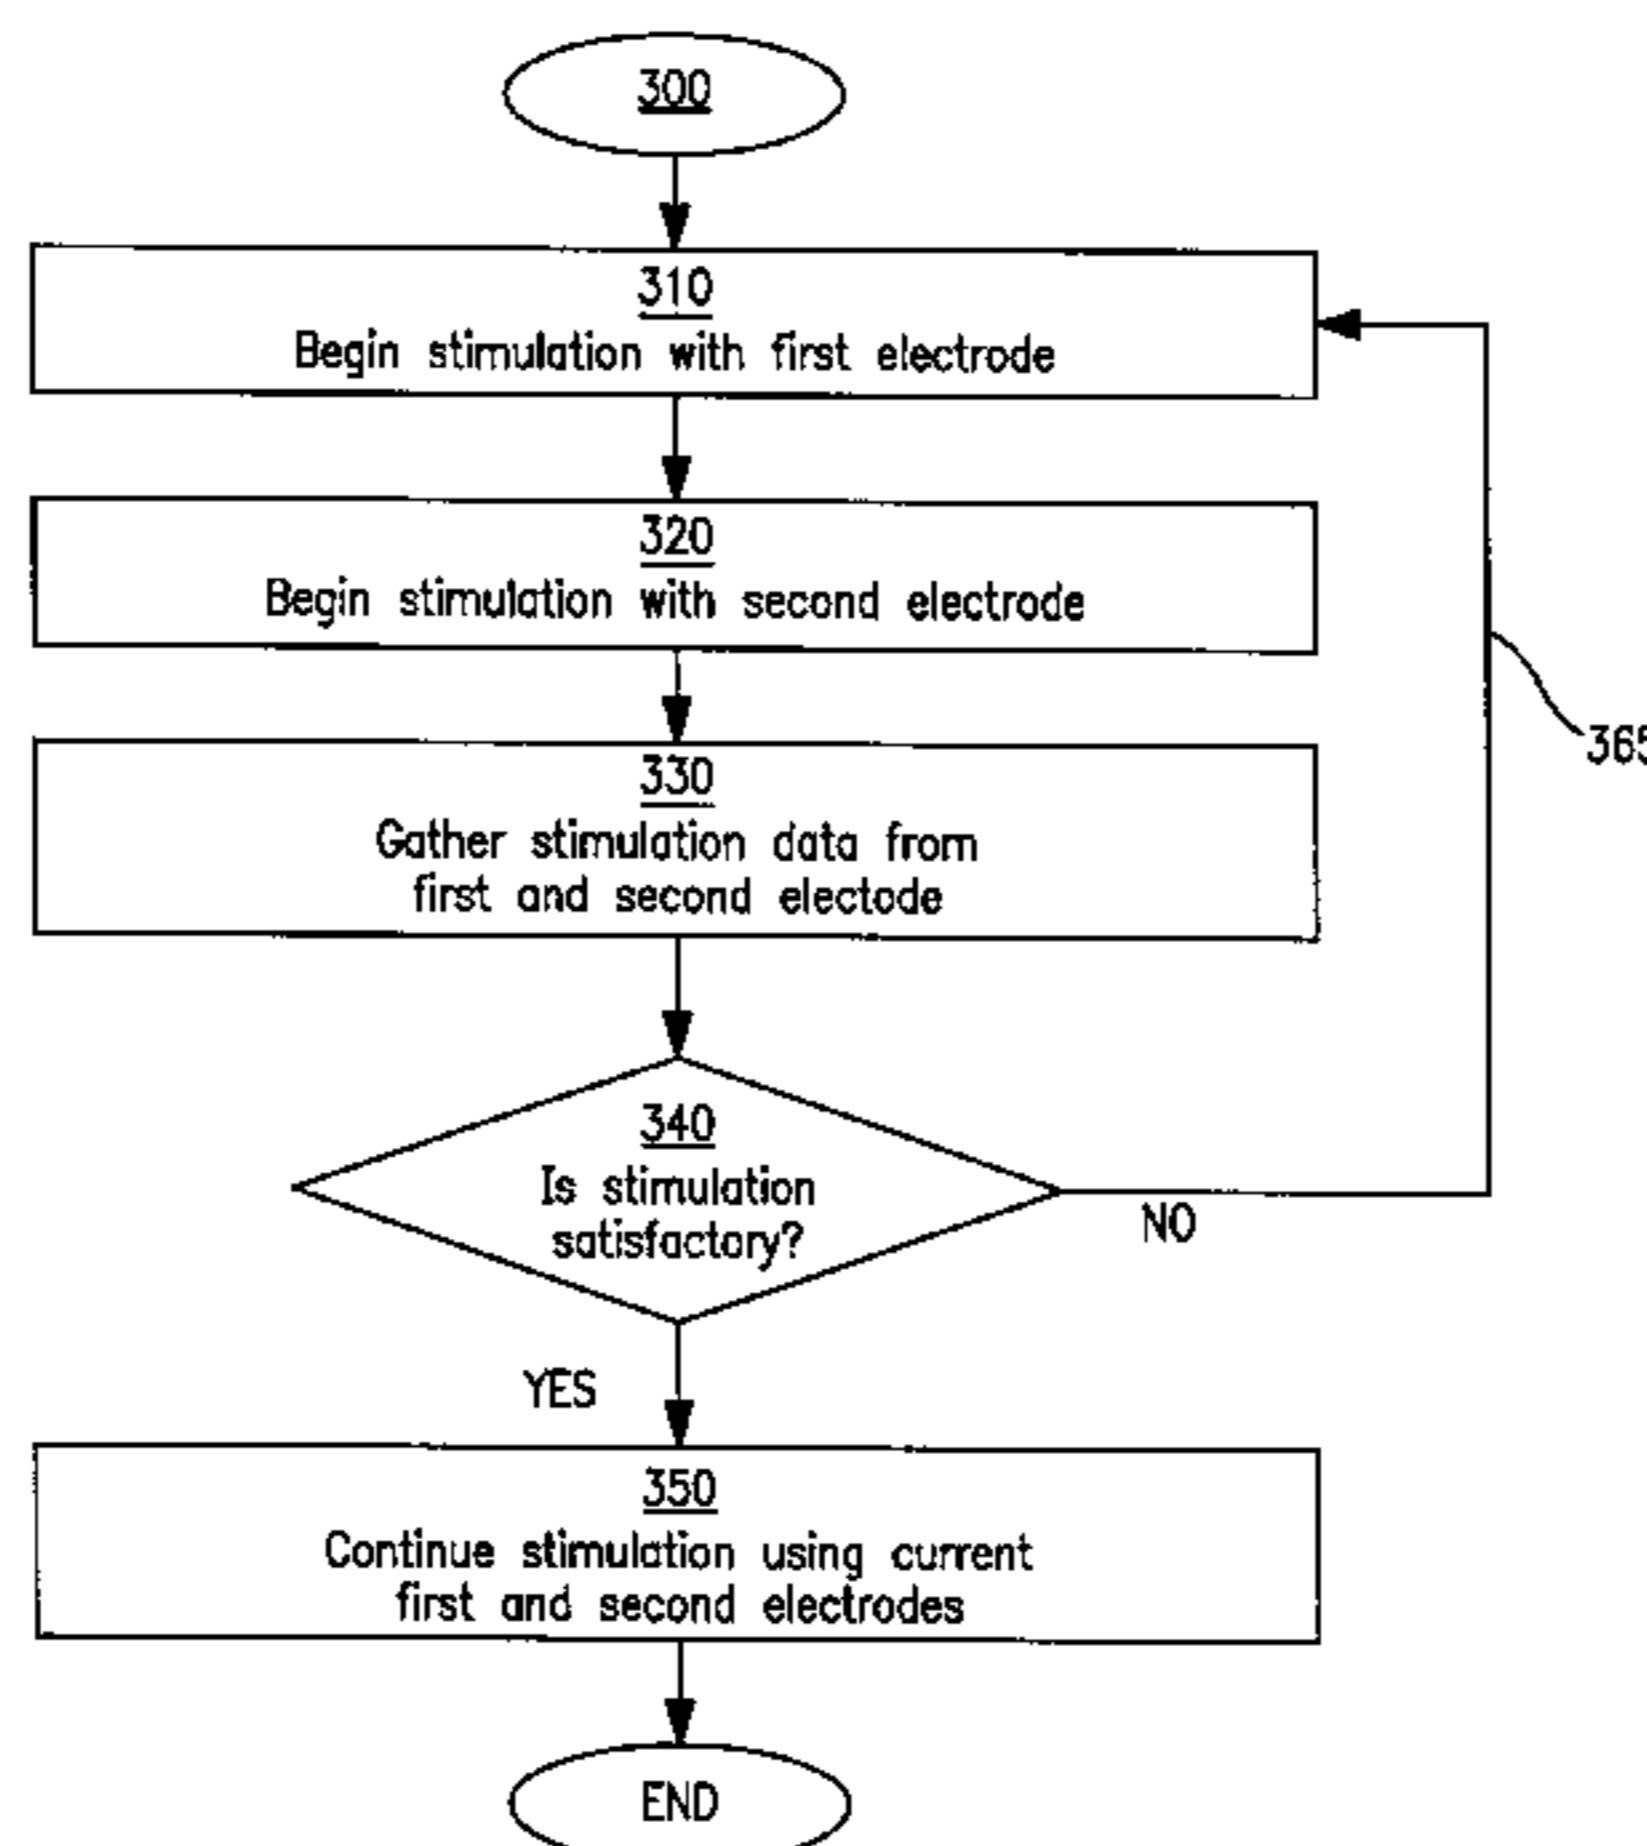 300
310
Begin stimulation with first electrode
320
Begin stimulation with second electrode
365
330
Gather stimulation data from
first and second electode
340
Is stimulation
satisfactory?
NO
YES
350
Continue stimulation using current
first and second electrodes
END